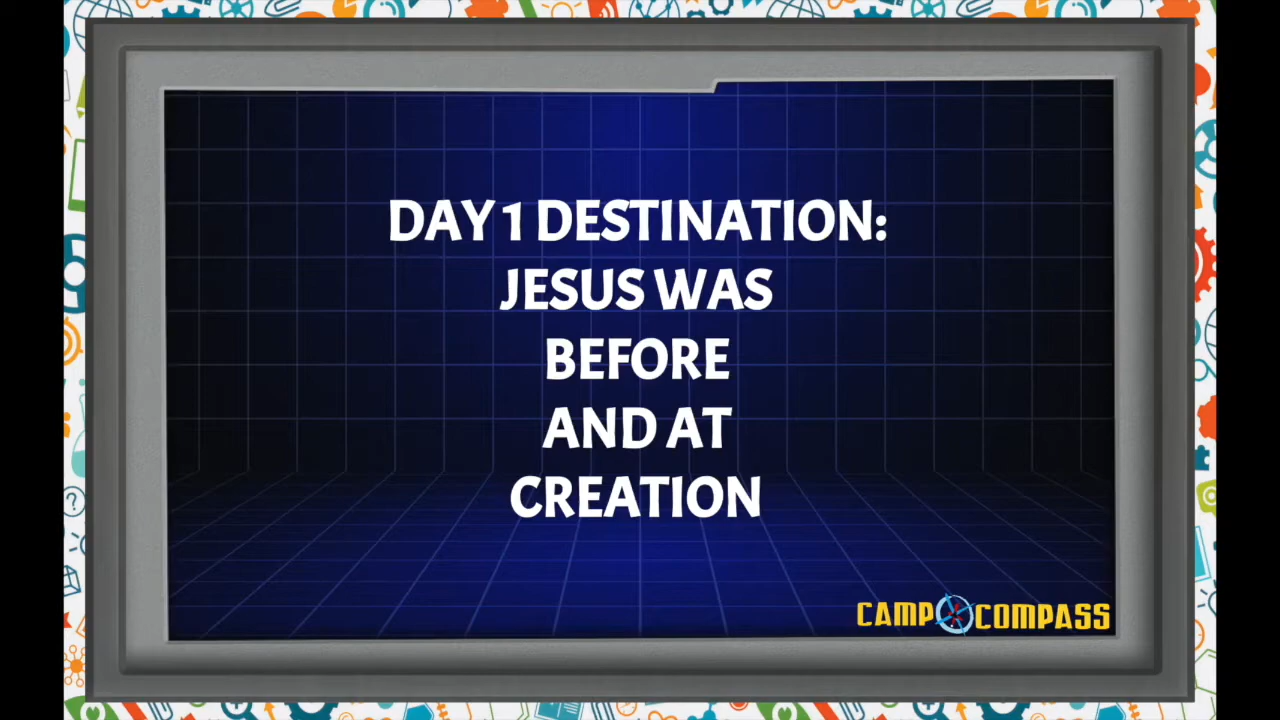 DAY 1 DESTINATION:
JESUS WAS
BEFORE
AND AT
CREATION
CAMP COMPASS